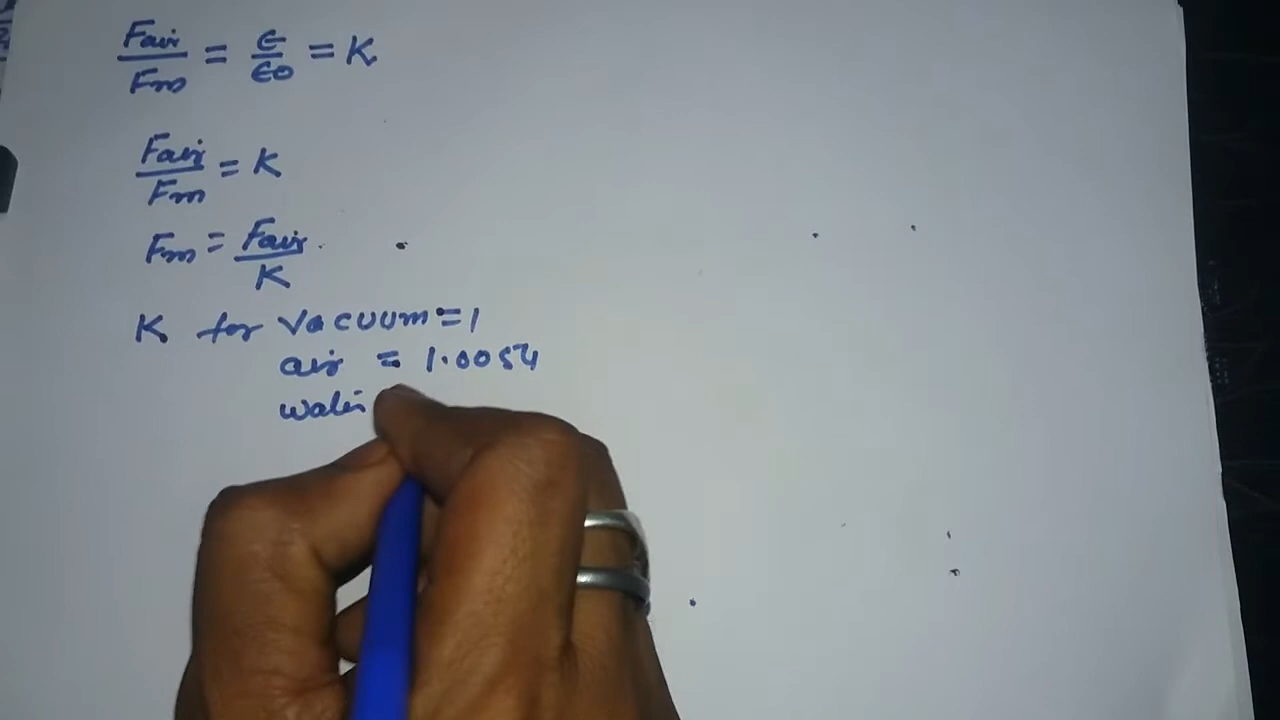 Fair/Fm = ϵ/ϵ0 = K
Fair/Fm = K
Fm = Fair/K
K for Vacuum = 1
air = 1.0054
water